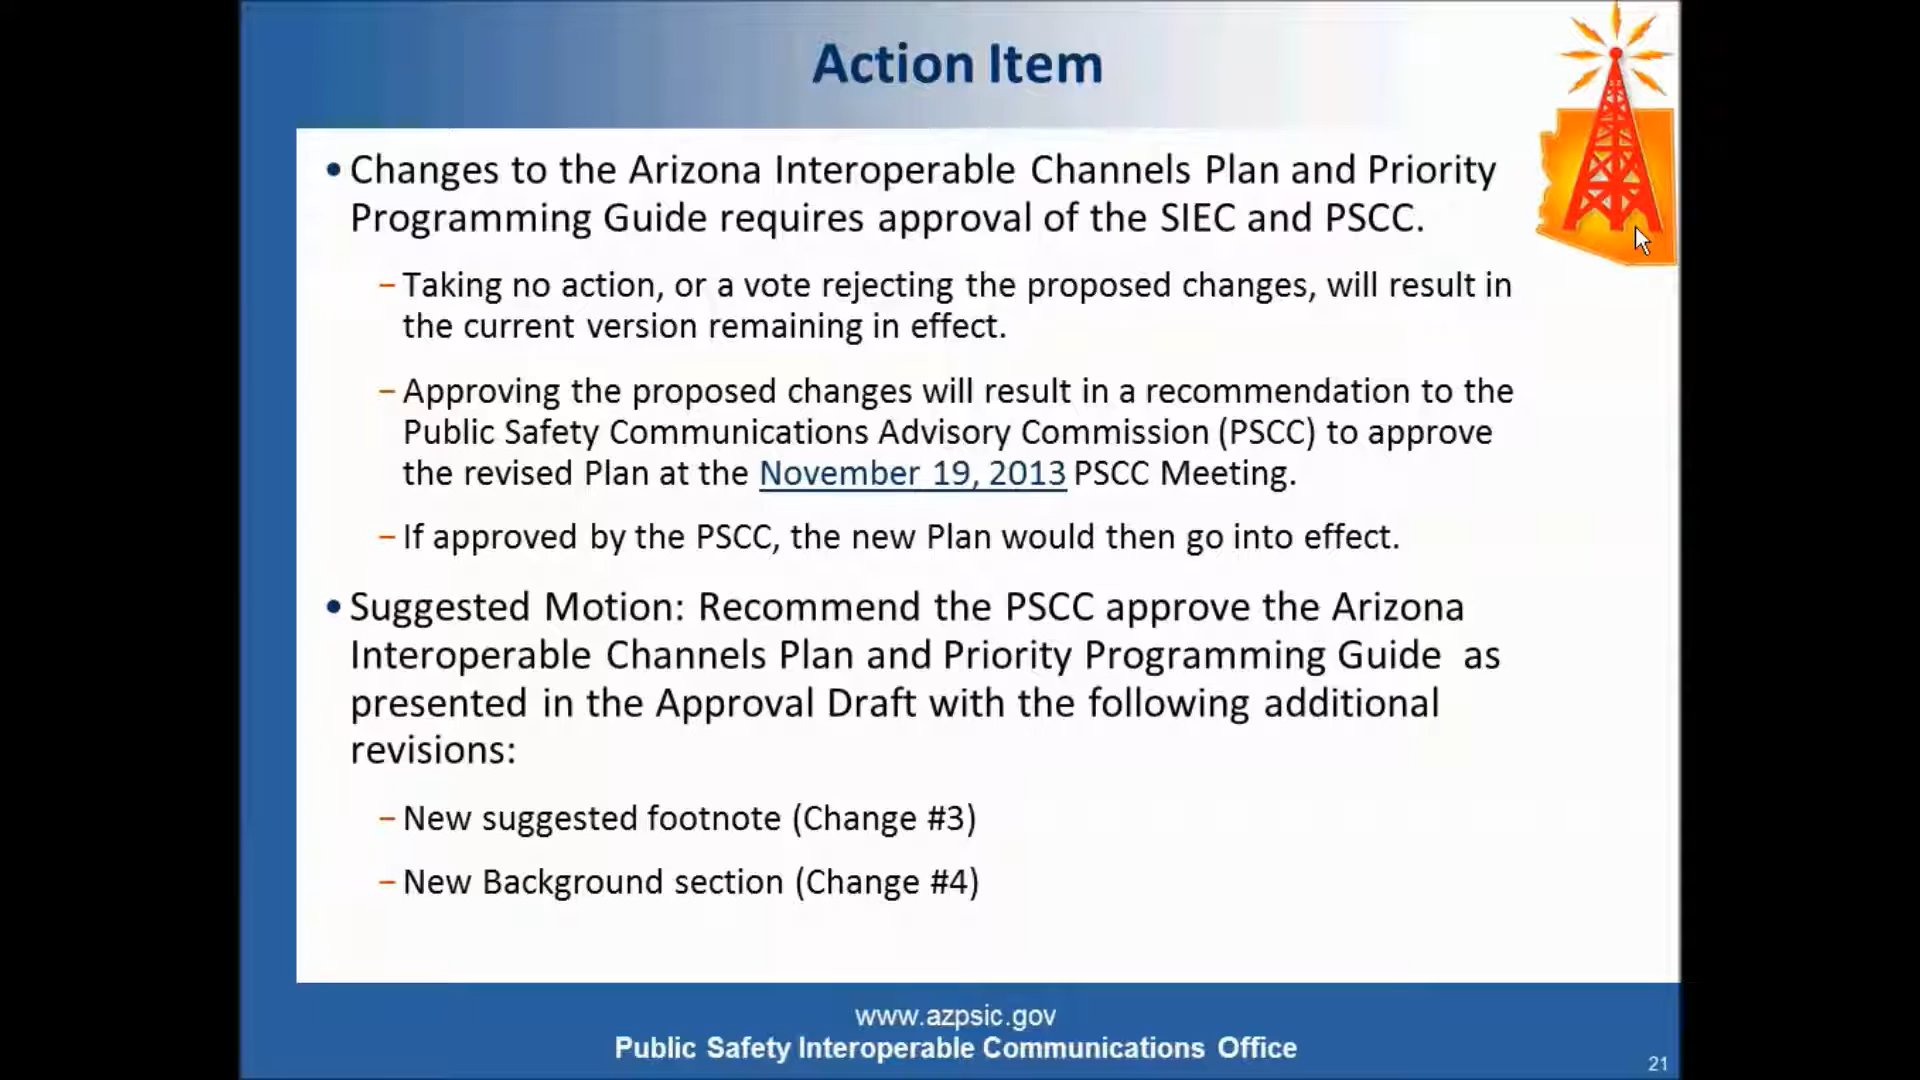 Action Item
• Changes to the Arizona Interoperable Channels Plan and Priority
Programming Guide requires approval of the SIEC and PSCC.
– Taking no action, or a vote rejecting the proposed changes, will result in
the current version remaining in effect.
– Approving the proposed changes will result in a recommendation to the
Public Safety Communications Advisory Commission (PSCC) to approve
the revised Plan at the November 19, 2013 PSCC Meeting.
– If approved by the PSCC, the new Plan would then go into effect.
• Suggested Motion: Recommend the PSCC approve the Arizona
Interoperable Channels Plan and Priority Programming Guide as
presented in the Approval Draft with the following additional
revisions:
– New suggested footnote (Change #3)
– New Background section (Change #4)
www.azpsic.gov
Public Safety Interoperable Communications Office
21